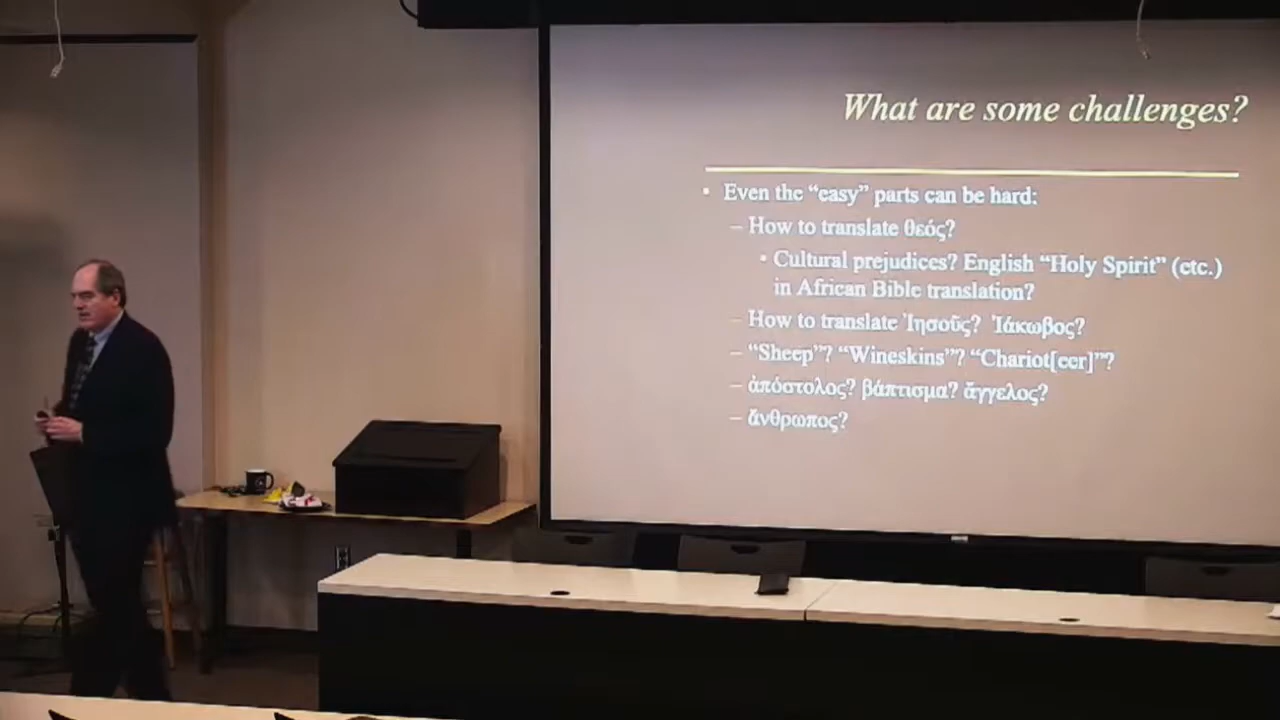 What are some challenges?
• Even the “easy” parts can be hard:
– How to translate θεός?
• Cultural prejudices? English “Holy Spirit” (etc.)
in African Bible translation?
– How to translate Ἰησοῦς? Ἰάκωβος?
– “Sheep”? “Wineskins”? “Chariot[eer]”?
– ἀπόστολος? βάπτισμα? ἄγγελος?
– ἄνθρωπος?